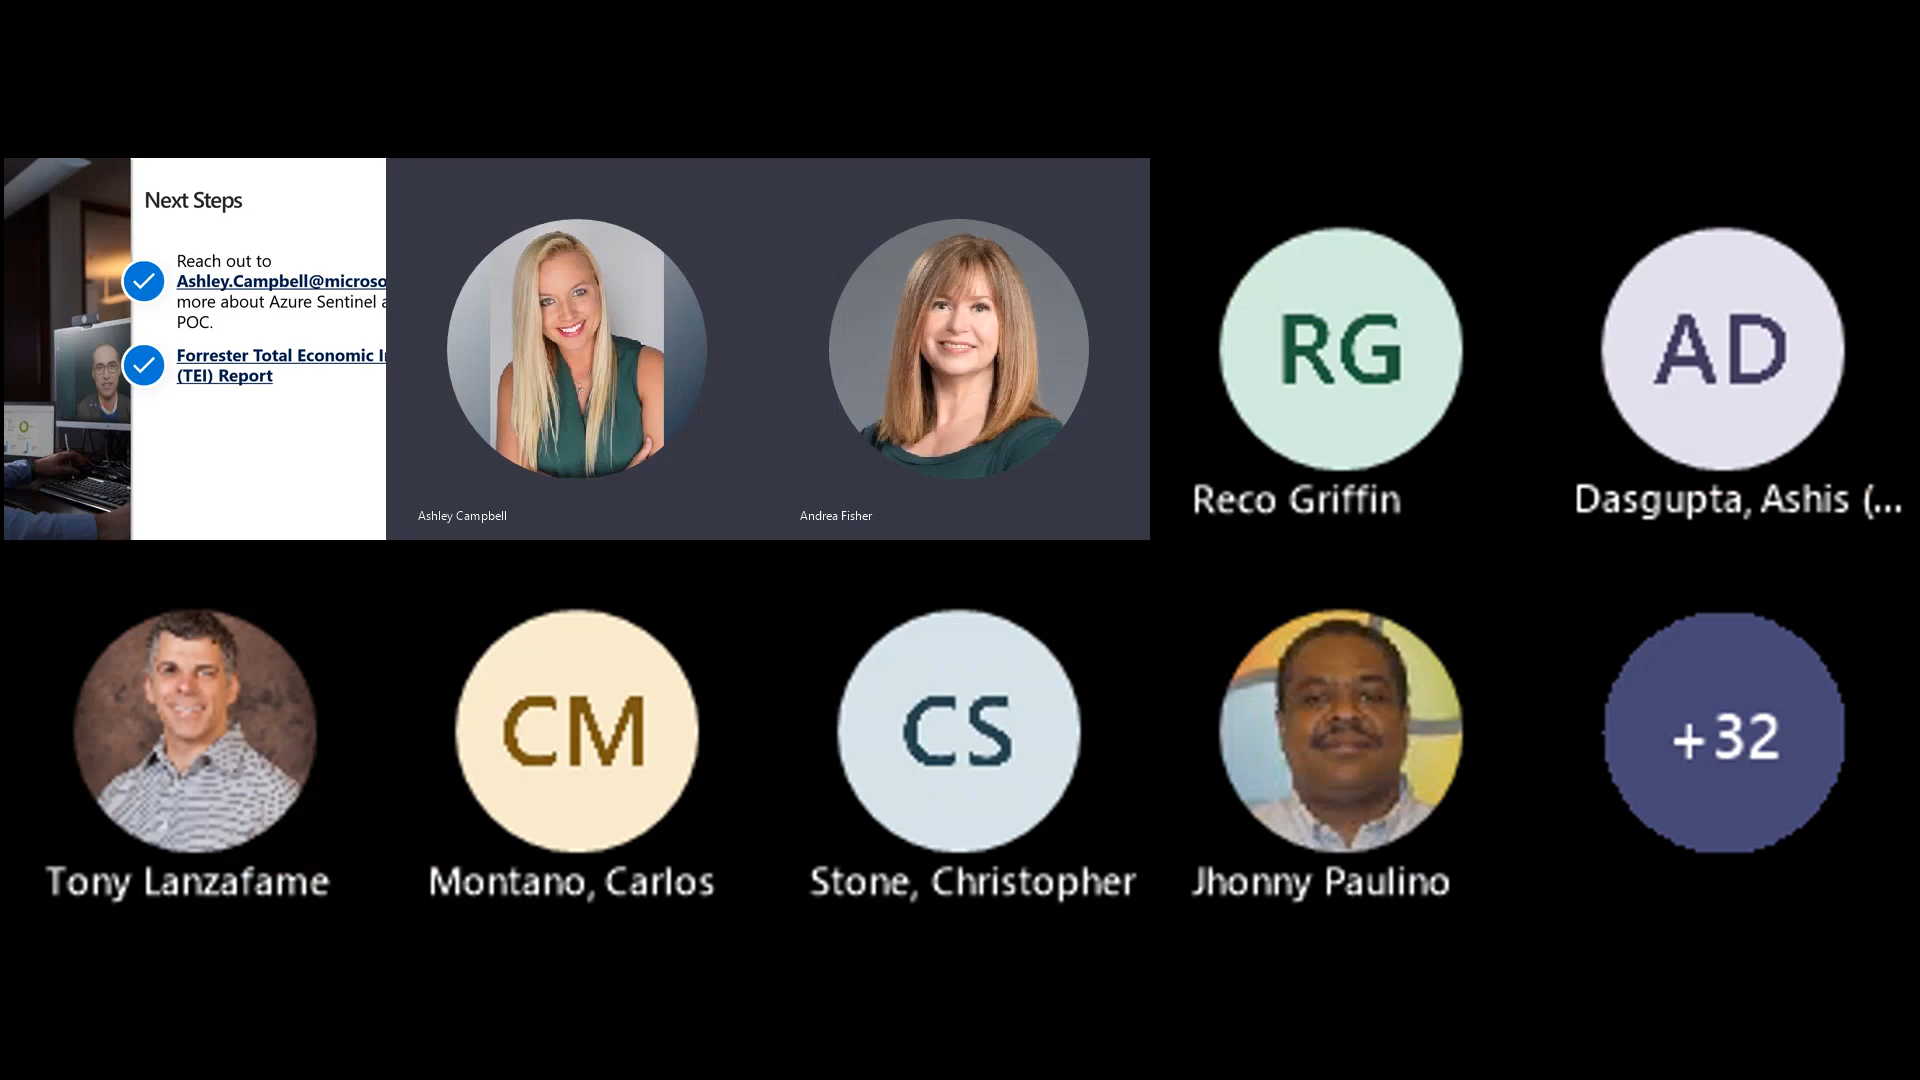 Next Steps
Reach out to
Ashley.Campbell@microso
more about Azure Sentinel a
POC.
Forrester Total Economic I
(TEI) Report
Ashley Campbell
Andrea Fisher
RG
Reco Griffin
AD
Dasgupta, Ashis (...
Tony Lanzafame
CM
Montano, Carlos
CS
Stone, Christopher
Jhonny Paulino
+32